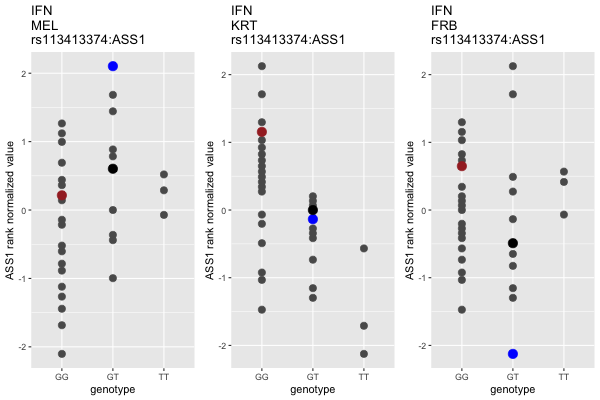 IFN
MEL
rs113413374:ASS1
ASS1 rank normalized value
2
1
0
-1
-2
GG GT TT
genotype
IFN
KRT
rs113413374:ASS1
ASS1 rank normalized value
2
1
0
-1
-2
GG GT TT
genotype
IFN
FRB
rs113413374:ASS1
ASS1 rank normalized value
2
1
0
-1
-2
GG GT TT
genotype